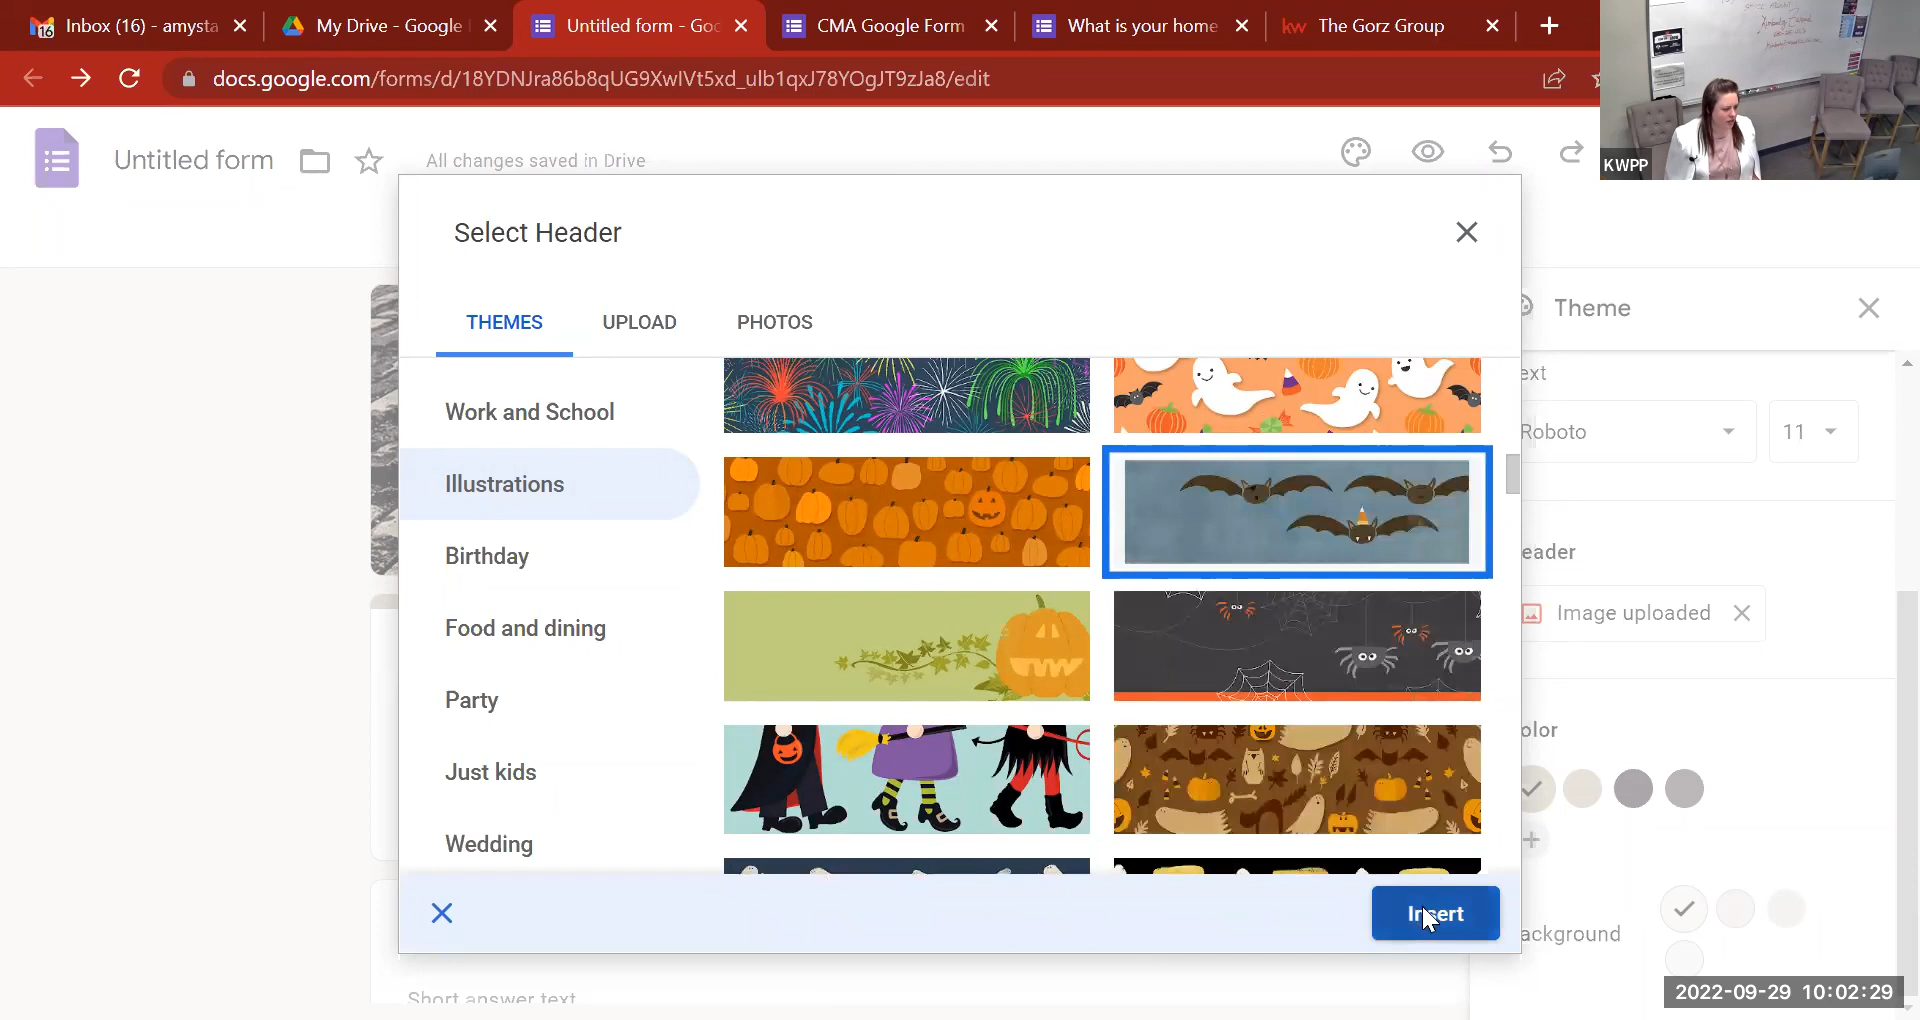 16
Inbox (16) - amysta
My Drive - Google
Untitled form - Goo
CMA Google Form
What is your home
kw The Gorz Group
docs.google.com/forms/d/18YDNJra86b8qUG9XwIVt5xd_ulb1qxJ78YOgJT9zJa8/edit
KWPP
Untitled form
All changes saved in Drive
Select Header
THEMES
UPLOAD
PHOTOS
Work and School
Illustrations
Birthday
Food and dining
Party
Just kids
Wedding
Insert
Theme
ext
Roboto
11
eader
Image uploaded
olor
ackground
Short answer text
2022-09-29 10:02:29